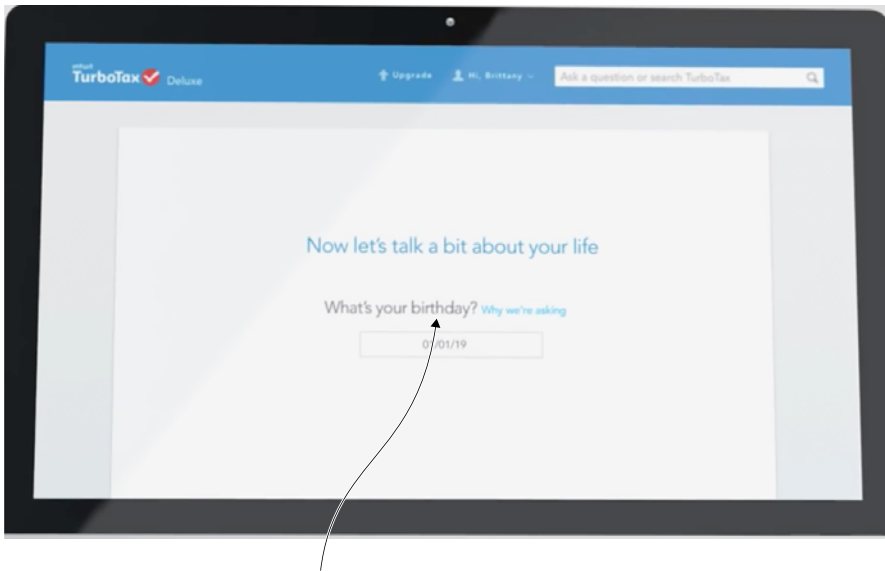 intuit
TurboTax Deluxe
Upgrade
Hi, Brittany
Ask a question or search TurboTax
Now let's talk a bit about your life
What's your birthday? Why we're asking
01/01/19